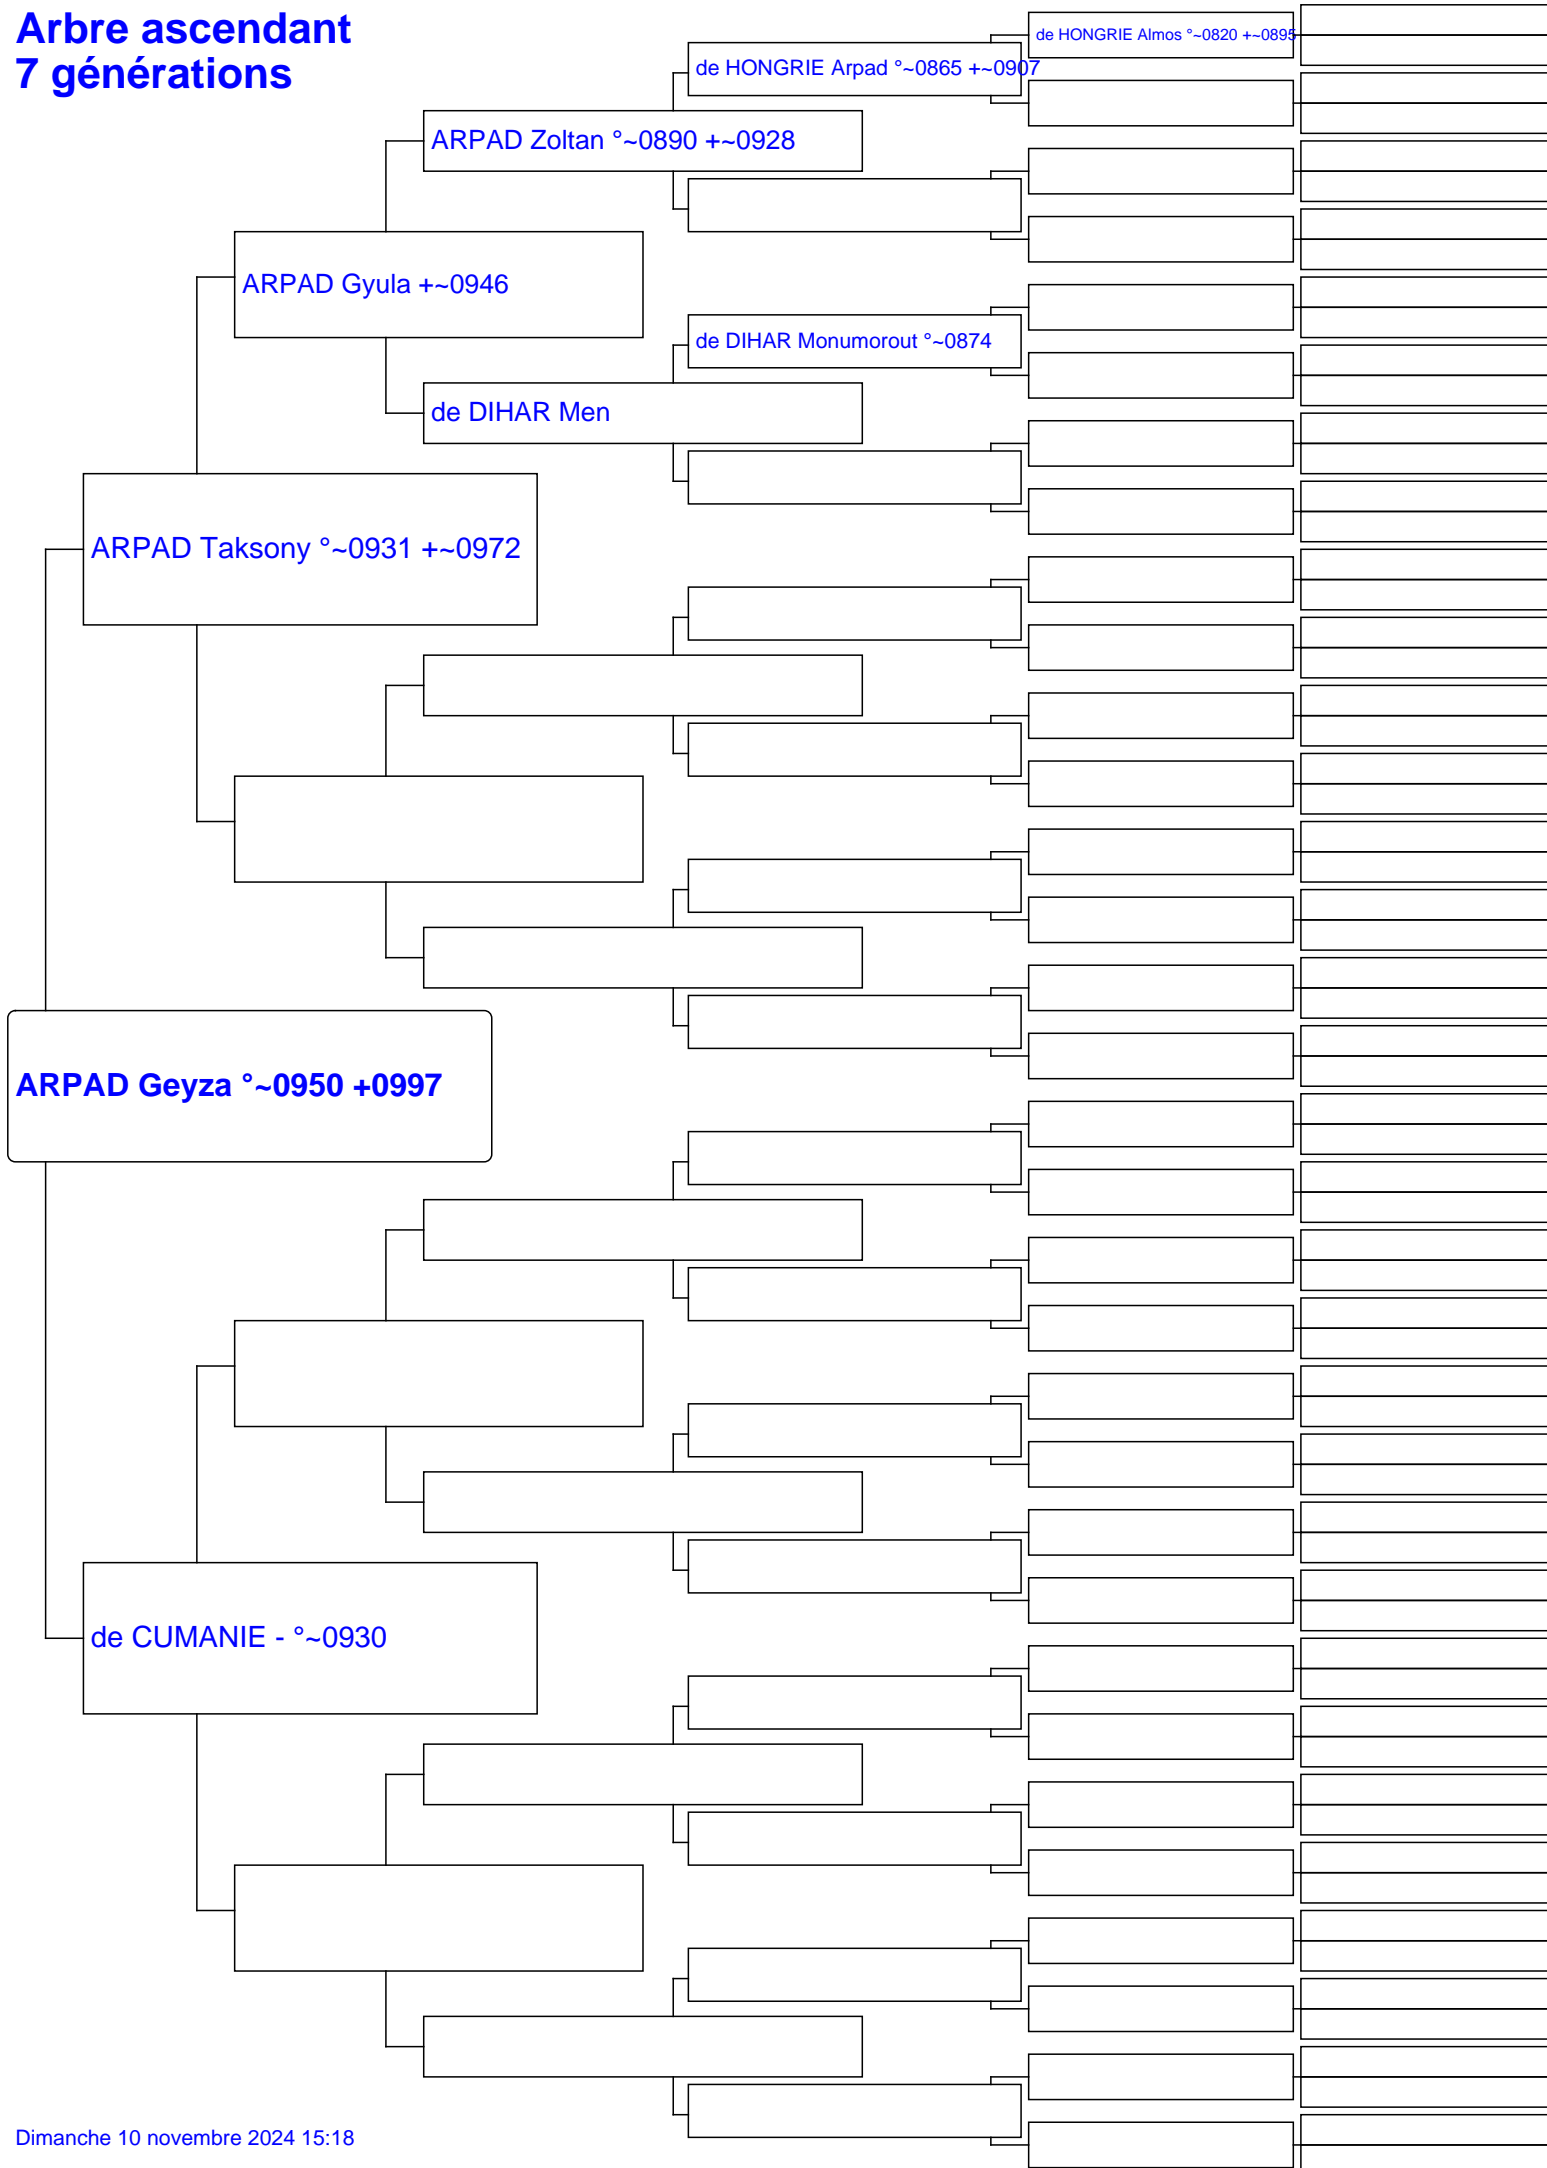 Arbre ascendant
7 générations
de HONGRIE Almos °~0820 +~0895
de HONGRIE Arpad °~0865 +~0907
ARPAD Zoltan °~0890 +~0928
ARPAD Gyula +~0946
de DIHAR Monumorout °~0874
de DIHAR Men
ARPAD Taksony °~0931 +~0972
ARPAD Geyza °~0950 +0997
de CUMANIE - °~0930
Dimanche 10 novembre 2024 15:18